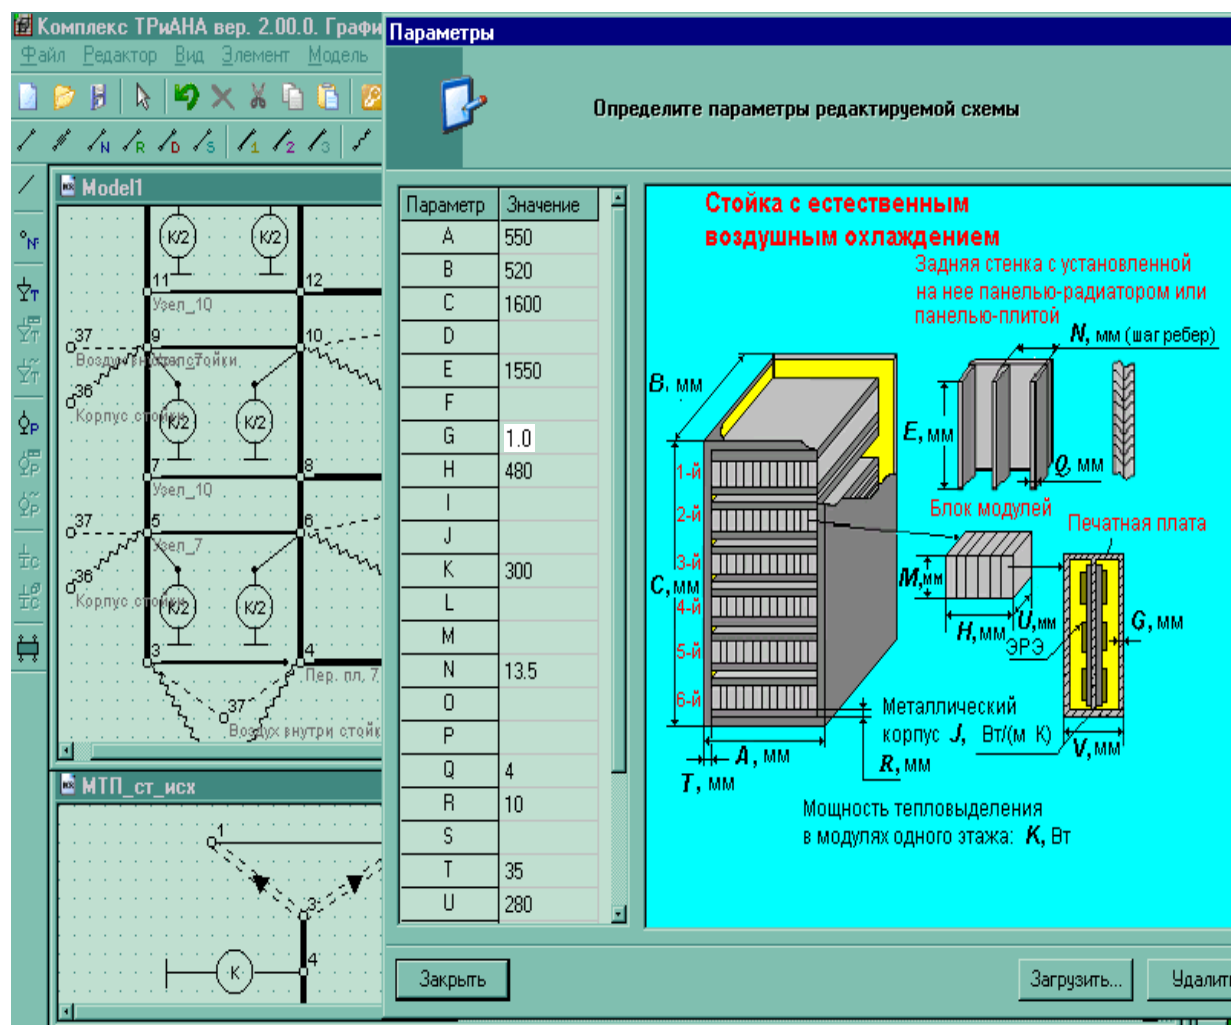 Комплекс ТРиАНА вер. 2.00.0. Графи
Файл Редактор Вид Элемент Модель
N R D S 1 2 3
Параметры
Определите параметры редактируемой схемы
Model1
К/2 К/2
11 12
Узел_10
37 9 10
Узел_7
36
Корпус стойки
К/2 К/2
7 8
Узел_10
37 5 6
Узел_7
36
Корпус стойки
К/2 К/2
3 4
Пер. пл, 7,
37
Воздух внутри стойк
МТП_ст_исх
1
3
4
К
Параметр Значение
A 550
B 520
C 1600
D
E 1550
F
G 1.0
H 480
I
J
K 300
L
M
N 13.5
O
P
Q 4
R 10
S
T 35
U 280
Стойка с естественным
воздушным охлаждением
Задняя стенка с установленной
на нее панелью-радиатором или
панелью-плитой
N, мм (шаг ребер)
B, мм
E, мм
Q, мм
1-й
2-й
3-й
4-й
5-й
6-й
C, мм
Блок модулей
Печатная плата
M, мм
H, мм
U, мм
ЭРЭ
G, мм
V, мм
Металлический
корпус J, Вт/(м К)
R, мм
A, мм
T, мм
Мощность тепловыделения
в модулях одного этажа: K, Вт
Закрыть
Загрузить...
Удалит